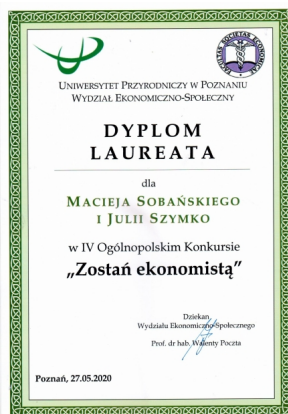 UNIWERSYTET PRZYRODNICZY W POZNANIU
WYDZIAŁ EKONOMICZNO-SPOŁECZNY
DYPLOM
LAUREATA
dla
MACIEJA SOBAŃSKIEGO
I JULII SZYMKO
w IV Ogólnopolskim Konkursie
„Zostań ekonomistą”
Dziekan
Wydziału Ekonomiczno-Społecznego
Prof. dr hab. Walenty Poczta
Poznań, 27.05.2020